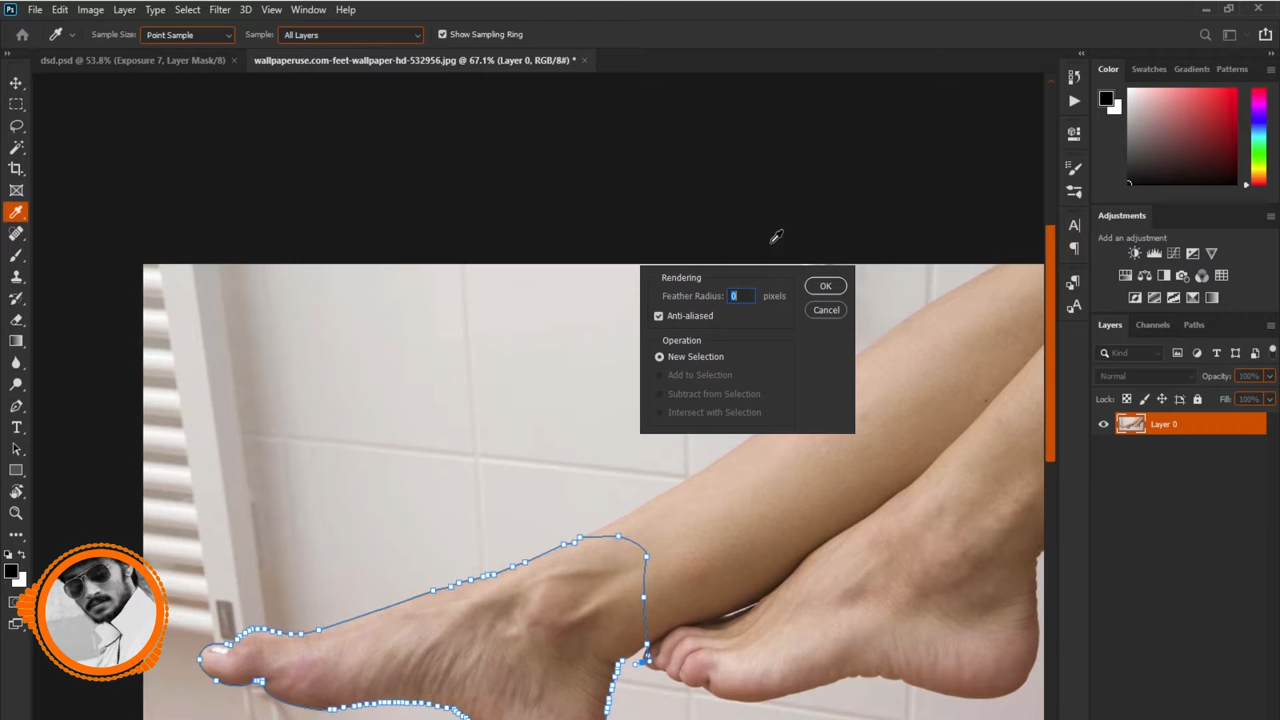 Ps File Edit Image Layer Type Select Filter 3D View Window Help
Sample Size: Point Sample Sample: All Layers Show Sampling Ring
dsd.psd @ 53.8% (Exposure 7, Layer Mask/8) × wallpaperuse.com-feet-wallpaper-hd-532956.jpg @ 67.1% (Layer 0, RGB/8#) * ×
Color Swatches Gradients Patterns
Adjustments
Add an adjustment
Rendering
Feather Radius: 0 pixels OK
Anti-aliased Cancel
Operation
New Selection
Add to Selection
Subtract from Selection
Intersect with Selection
Layers Channels Paths
Kind
Normal Opacity: 100%
Lock: Fill: 100%
Layer 0